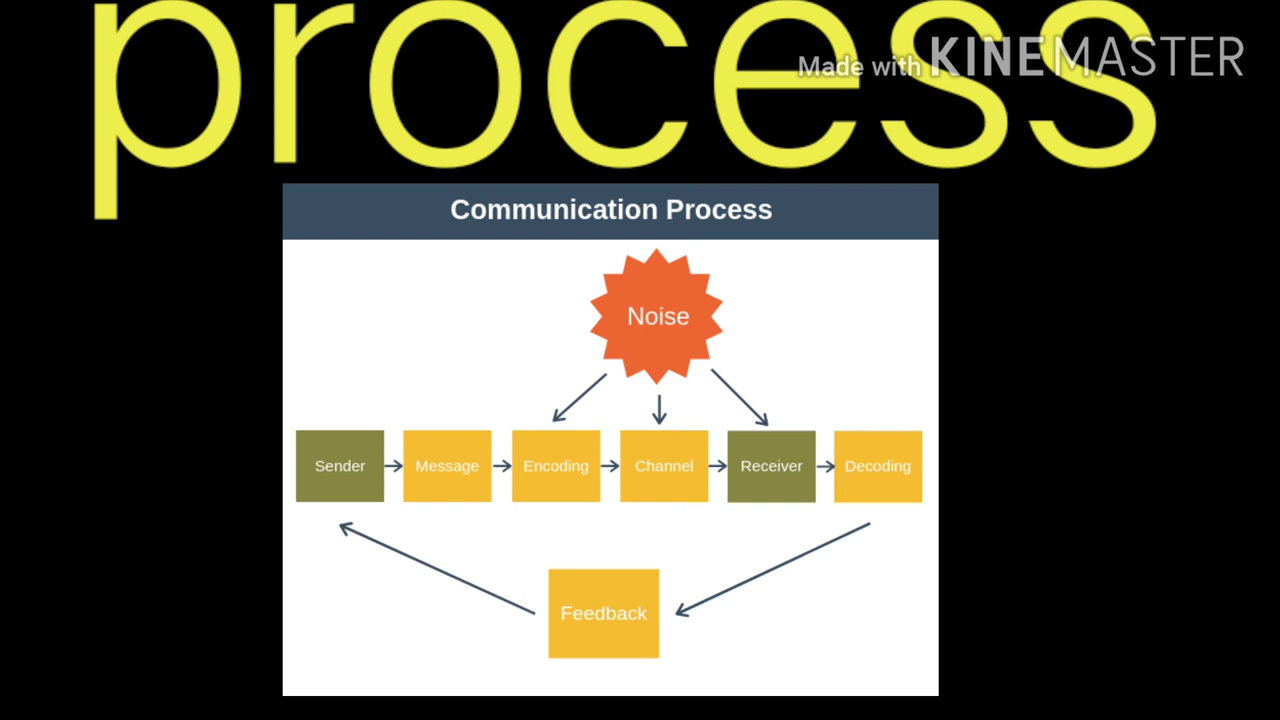 process
Made with KINEMASTER
Communication Process
Noise
Sender
Message
Encoding
Channel
Receiver
Decoding
Feedback